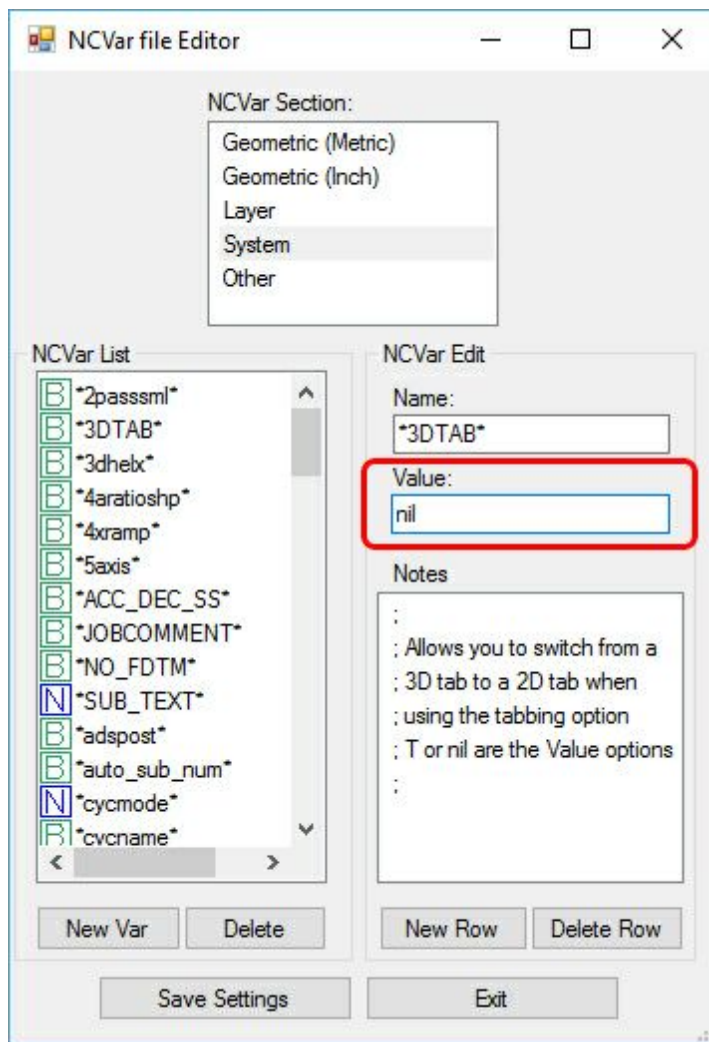 NCVar file Editor
NCVar Section:
Geometric (Metric)
Geometric (Inch)
Layer
System
Other
NCVar List
B *2passsml*
B *3DTAB*
B *3dhelx*
B *4aratioshp*
B *4xramp*
B *5axis*
B *ACC_DEC_SS*
B *JOBCOMMENT*
B *NO_FDTM*
N *SUB_TEXT*
B *adspost*
B *auto_sub_num*
N *cycmode*
B *cycname*
New Var
Delete
NCVar Edit
Name:
*3DTAB*
Value:
nil
Notes
;
; Allows you to switch from a
; 3D tab to a 2D tab when
; using the tabbing option
; T or nil are the Value options
;
New Row
Delete Row
Save Settings
Exit